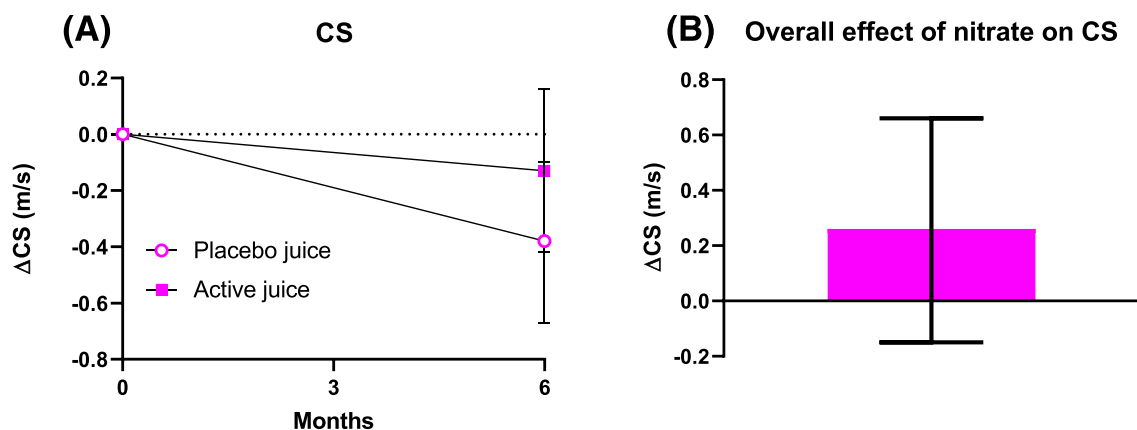 (A)
CS
0.2
0.0
-0.2
-0.4
-0.6
-0.8
ΔCS (m/s)
Placebo juice
Active juice
0
3
6
Months
(B)
Overall effect of nitrate on CS
0.8
0.6
0.4
0.2
0.0
-0.2
ΔCS (m/s)